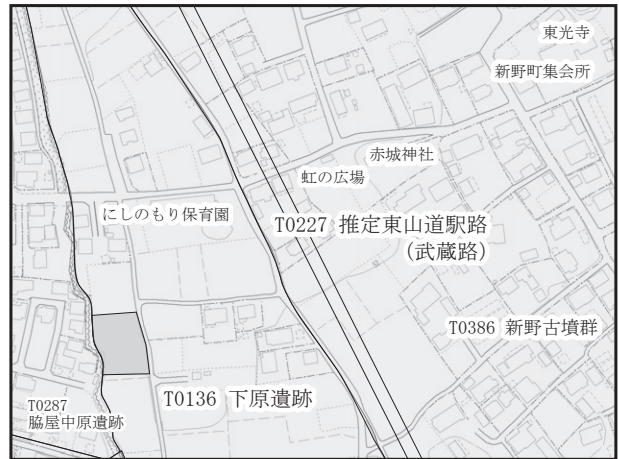 東光寺
新野町集会所
赤城神社
虹の広場
にしのもり保育園
T0227 推定東山道駅路
(武蔵路)
T0386 新野古墳群
T0136 下原遺跡
T0287
脇屋中原遺跡